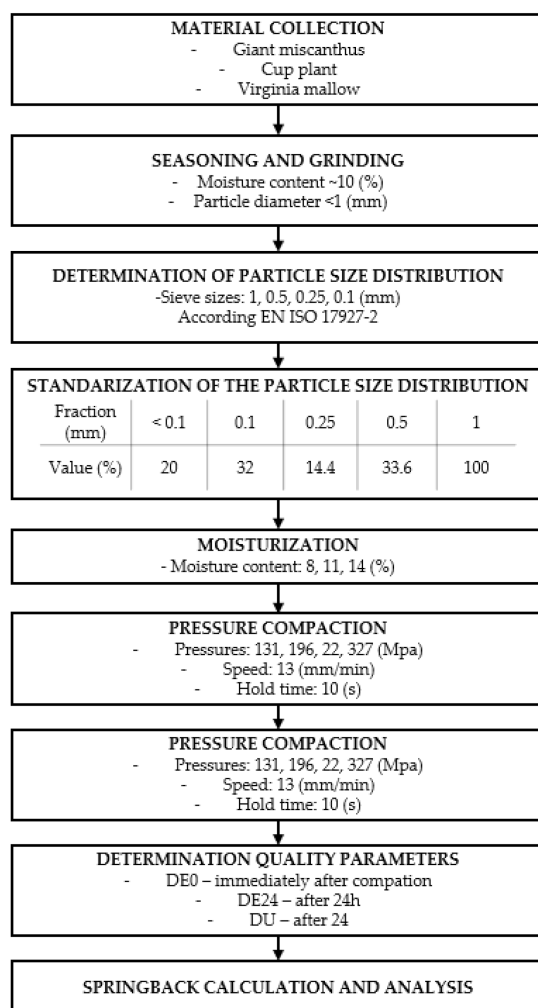 MATERIAL COLLECTION
- Giant miscanthus
- Cup plant
- Virginia mallow
SEASONING AND GRINDING
- Moisture content ~10 (%)
- Particle diameter <1 (mm)
DETERMINATION OF PARTICLE SIZE DISTRIBUTION
-Sieve sizes: 1, 0.5, 0.25, 0.1 (mm)
According EN ISO 17927-2
STANDARIZATION OF THE PARTICLE SIZE DISTRIBUTION
Fraction (mm) < 0.1 0.1 0.25 0.5 1
Value (%) 20 32 14.4 33.6 100
MOISTURIZATION
- Moisture content: 8, 11, 14 (%)
PRESSURE COMPACTION
- Pressures: 131, 196, 22, 327 (Mpa)
- Speed: 13 (mm/min)
- Hold time: 10 (s)
PRESSURE COMPACTION
- Pressures: 131, 196, 22, 327 (Mpa)
- Speed: 13 (mm/min)
- Hold time: 10 (s)
DETERMINATION QUALITY PARAMETERS
- DE0 – immediately after compation
- DE24 – after 24h
- DU – after 24
SPRINGBACK CALCULATION AND ANALYSIS